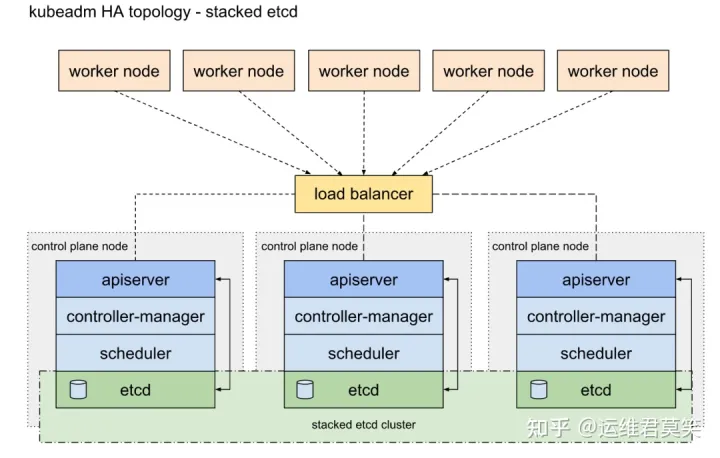 kubeadm HA topology - stacked etcd
worker node worker node worker node worker node worker node
load balancer
control plane node control plane node control plane node
apiserver apiserver apiserver
controller-manager controller-manager controller-manager
scheduler scheduler scheduler
etcd etcd etcd
stacked etcd cluster
知乎 @运维君莫笑